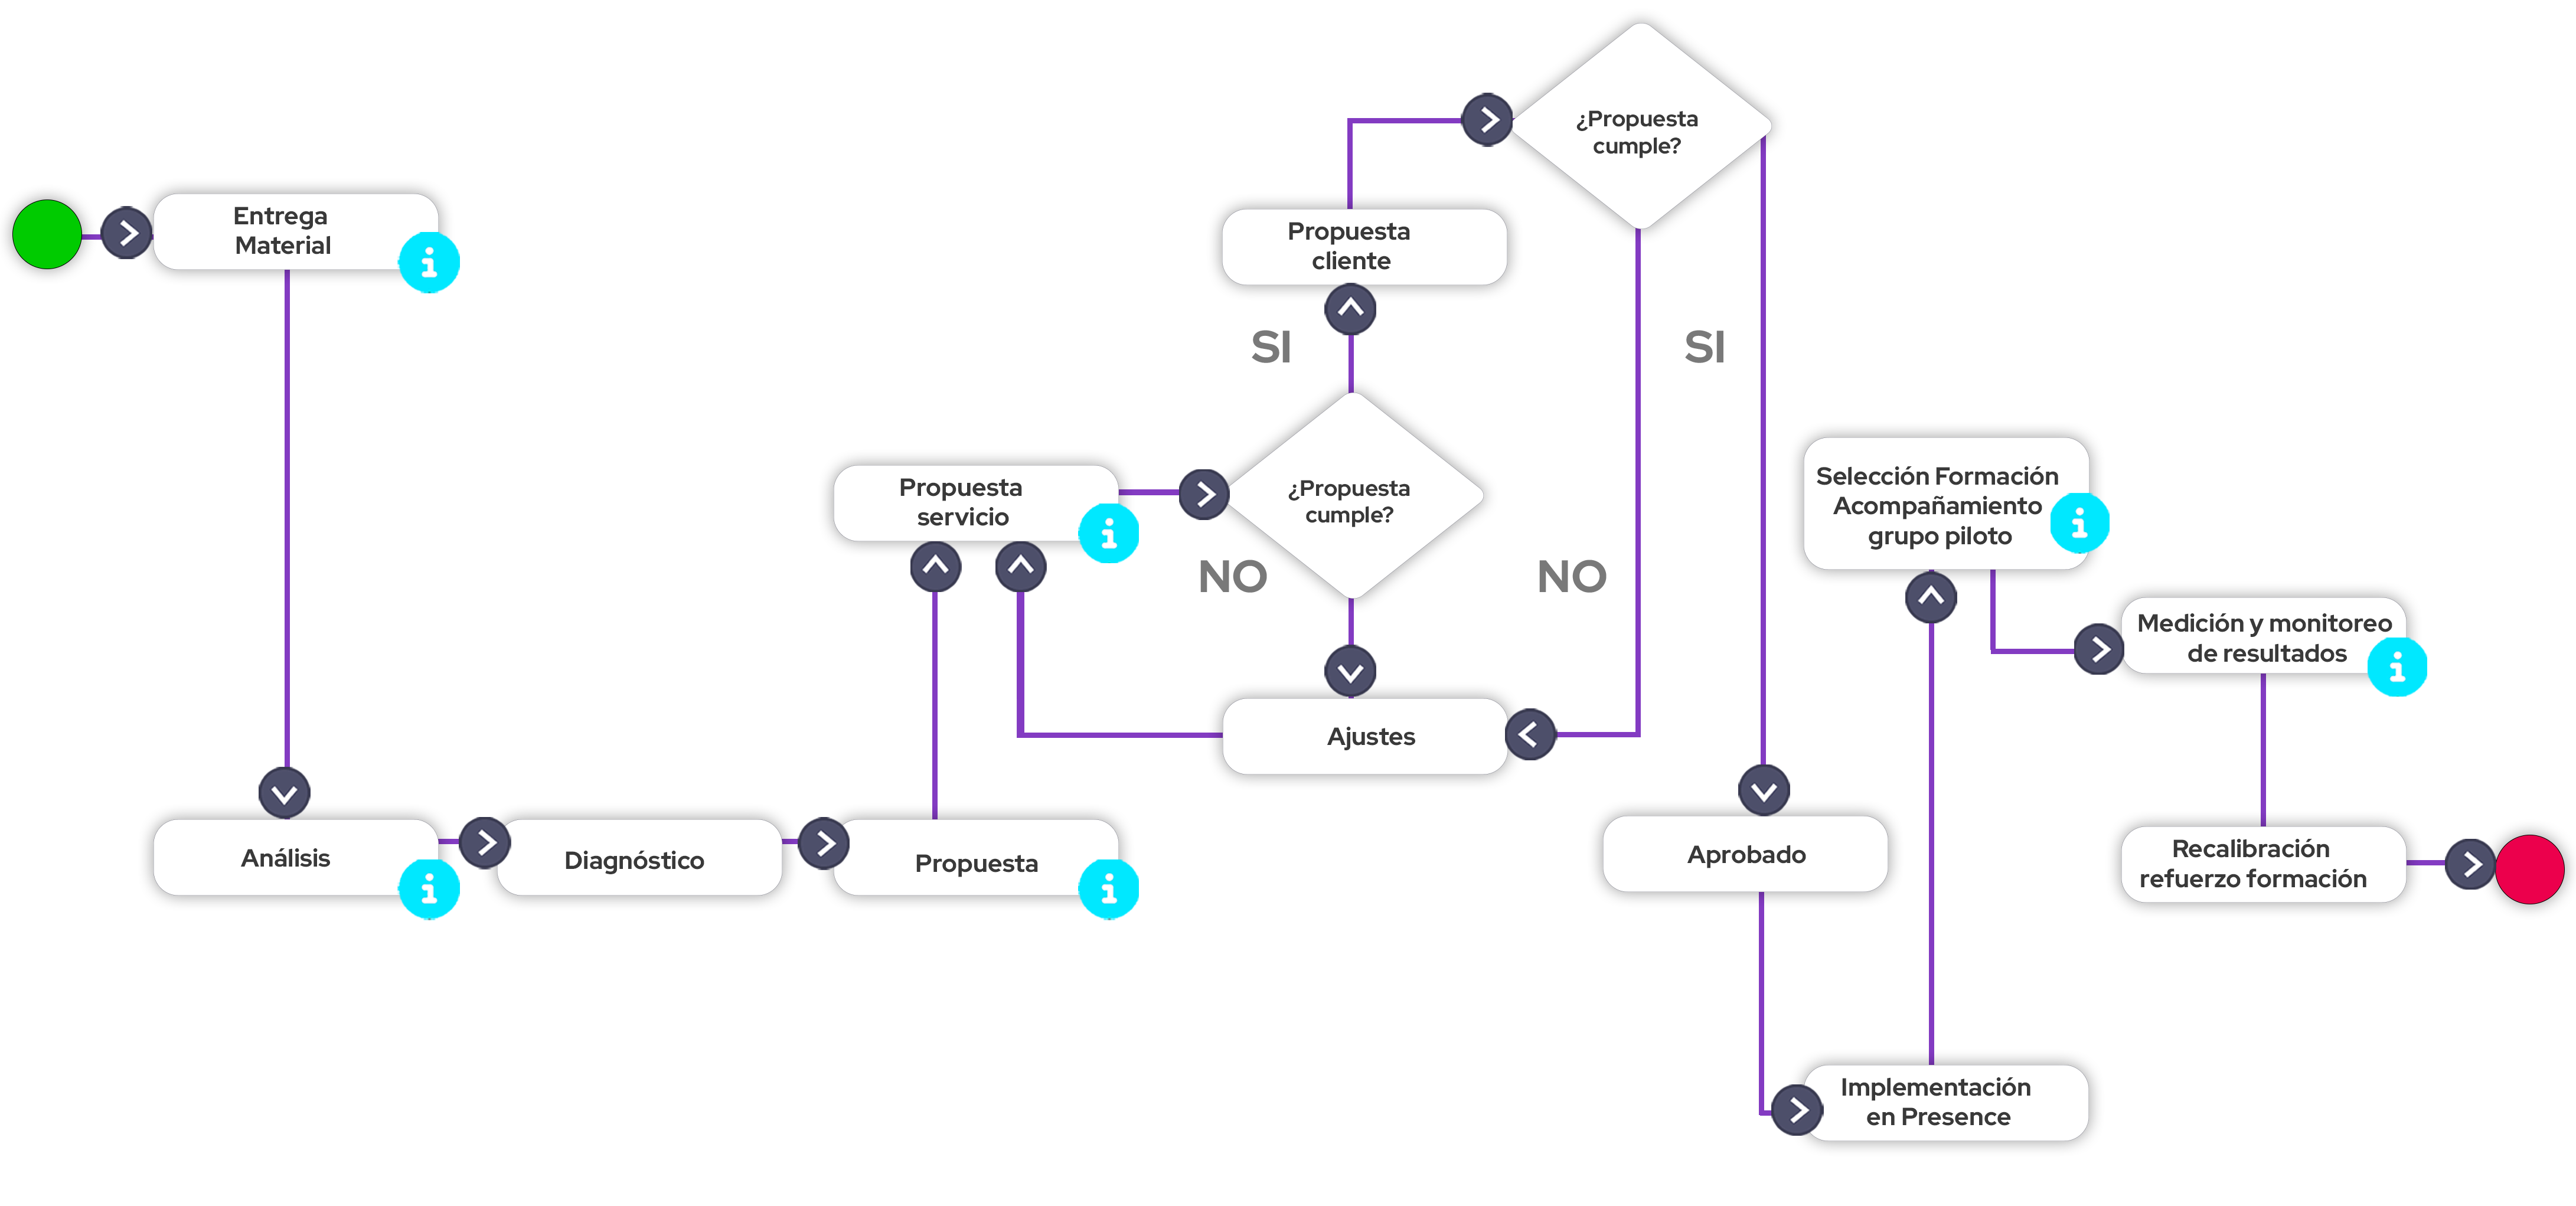 Entrega
Material
Análisis
Diagnóstico
Propuesta
Propuesta
servicio
¿Propuesta
cumple?
SI
NO
Propuesta
cliente
Ajustes
¿Propuesta
cumple?
NO
SI
Aprobado
Implementación
en Presence
Selección Formación
Acompañamiento
grupo piloto
Medición y monitoreo
de resultados
Recalibración
refuerzo formación